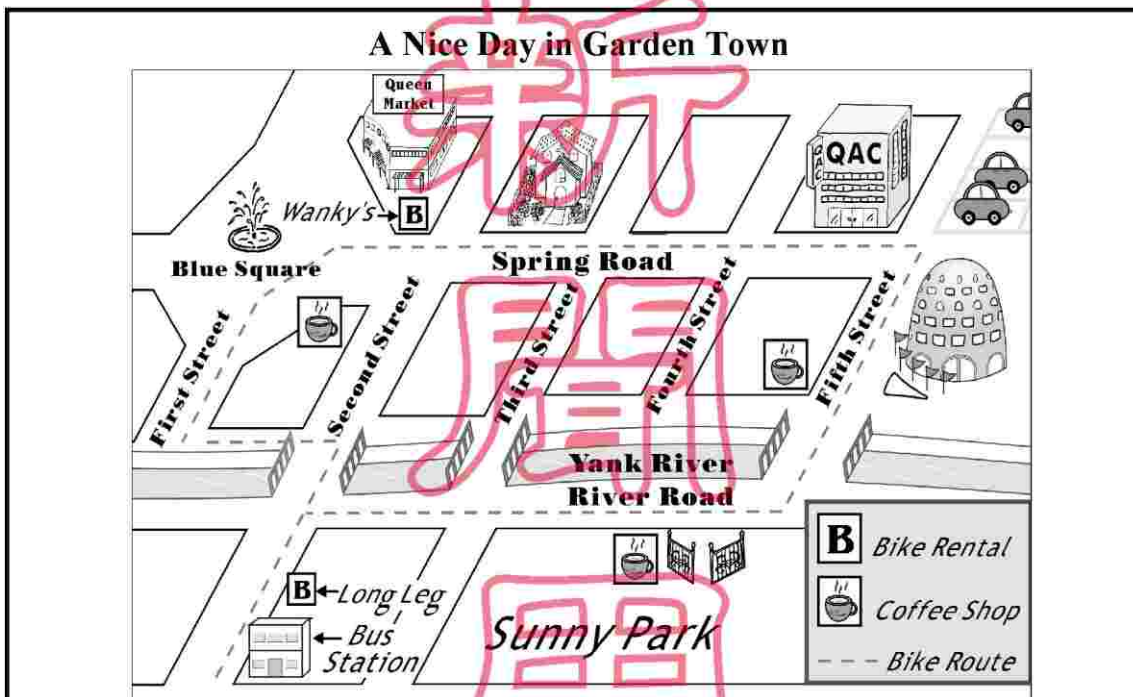 A Nice Day in Garden Town
Queen
Market
QAC
QAC
Wanky's
B
Blue Square
Spring Road
First Street
Second Street
Third Street
Fourth Street
Fifth Street
Yank River
River Road
B
Long Leg
Bus
Station
Sunny Park
B Bike Rental
Coffee Shop
Bike Route
新
聞